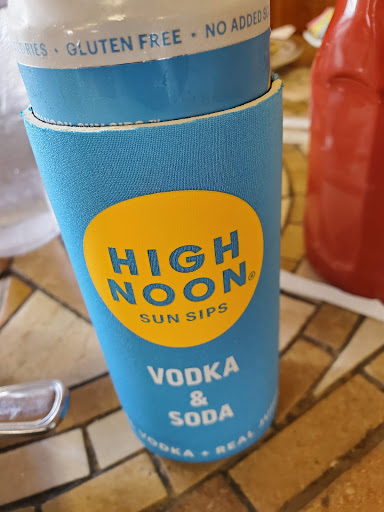 · GLUTEN FREE · NO ADDED
HIGH
NOON®
SUN SIPS
VODKA
&
SODA
VODKA + REAL